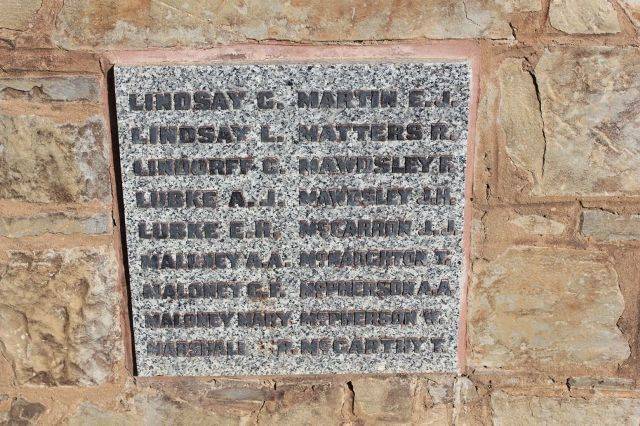 LINDSAY C. MARTIN E.J.
LINDSAY L. MATTERS R.
LINDORFF C. MAWDSLEY F.
LUBKE A.J. MAWDSLEY J.H.
LUBKE E.R. McCARRON J.J.
MALONEY A.A. McNAUGHTON T.
MALONEY G.F. McPHERSON A.A.
MALONEY MARY. McPHERSON W.
MARSHALL P. McCARTHY T.